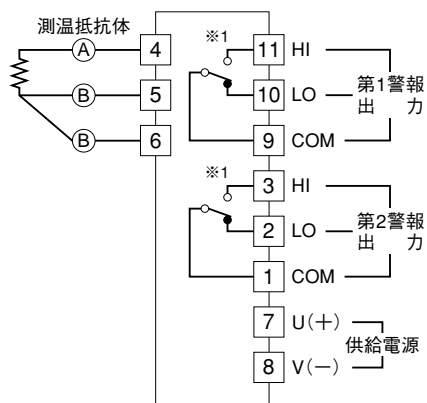 測温抵抗体
A
4
B
5
B
6
※1
11 HI
10 LO
9 COM
第1警報
出　力
※1
3 HI
2 LO
1 COM
第2警報
出　力
7 U(＋)
8 V(－)
供給電源